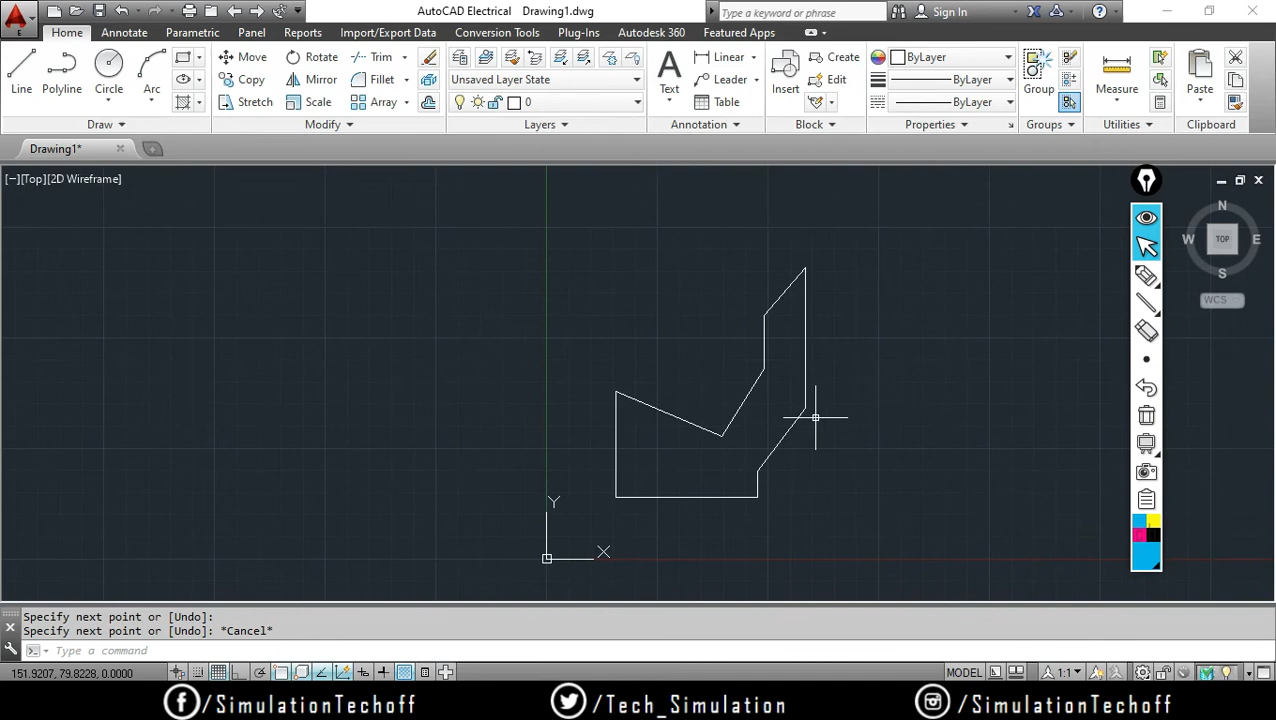 AutoCAD Electrical Drawing1.dwg
Type a keyword or phrase
Sign In
E
Home Annotate Parametric View Panel Reports Import/Export Data Conversion Tools Plug-Ins Autodesk 360 Featured Apps
Line Polyline Circle Arc
Move Rotate Trim
Copy Mirror Fillet
Stretch Scale Array
Unsaved Layer State
0
Text
Linear
Leader
Table
Insert
Create
Edit
ByLayer
ByLayer
ByLayer
Group
Measure
Paste
Draw Modify Layers Annotation Block Properties Groups Utilities Clipboard
Drawing1*
[−][Top][2D Wireframe]
N
W TOP E
S
WCS
Y
X
Specify next point or [Undo]:
Specify next point or [Undo]: *Cancel*
Type a command
151.9207, 79.8228, 0.0000
MODEL
1:1
/SimulationTechoff /Tech_Simulation /SimulationTechoff